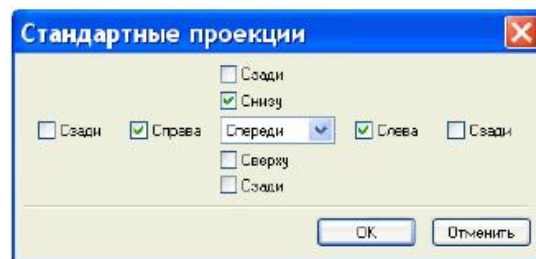 Стандартные проекции
Сзади
Снизу
Сзади Справа Спереди Слева Сзади
Сверху
Сзади
OK Отменить